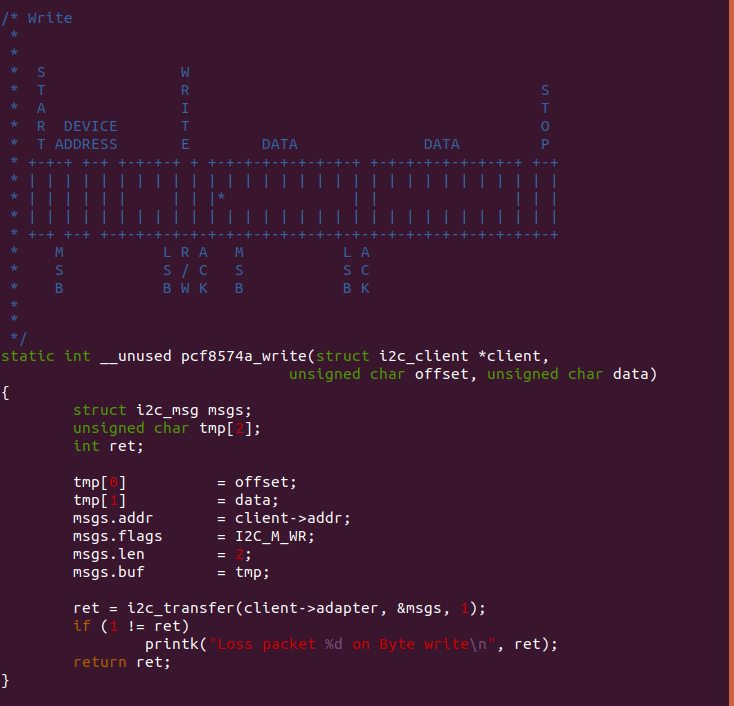 /* Write
 *
 *
 *  S               W
 *  T               R                                       S
 *  A               I                                       T
 *  R  DEVICE       T                                       O
 *  T ADDRESS       E        DATA              DATA         P
 * +-+-+ +-+ +-+-+-+ + +-+-+-+-+-+-+-+-+ +-+-+-+-+-+-+-+-+ +-+
 * | | | | | | | | | | | | | | | | | | | | | | | | | | | | | |
 * | | | | | |     | | |*              | |               | | |
 * | | | | | | | | | | | | | | | | | | | | | | | | | | | | | |
 * +-+ +-+ +-+-+-+-+-+-+-+-+-+-+-+-+-+-+-+-+-+-+-+-+-+-+-+-+-+
 *    M           L R A   M           L A
 *    S           S / C   S           S C
 *    B           B W K   B           B K
 *
 *
 */
static int __unused pcf8574a_write(struct i2c_client *client,
                                unsigned char offset, unsigned char data)
{
        struct i2c_msg msgs;
        unsigned char tmp[2];
        int ret;

        tmp[0]          = offset;
        tmp[1]          = data;
        msgs.addr       = client->addr;
        msgs.flags      = I2C_M_WR;
        msgs.len        = 2;
        msgs.buf        = tmp;

        ret = i2c_transfer(client->adapter, &msgs, 1);
        if (1 != ret)
                printk("Loss packet %d on Byte write\n", ret);
        return ret;
}